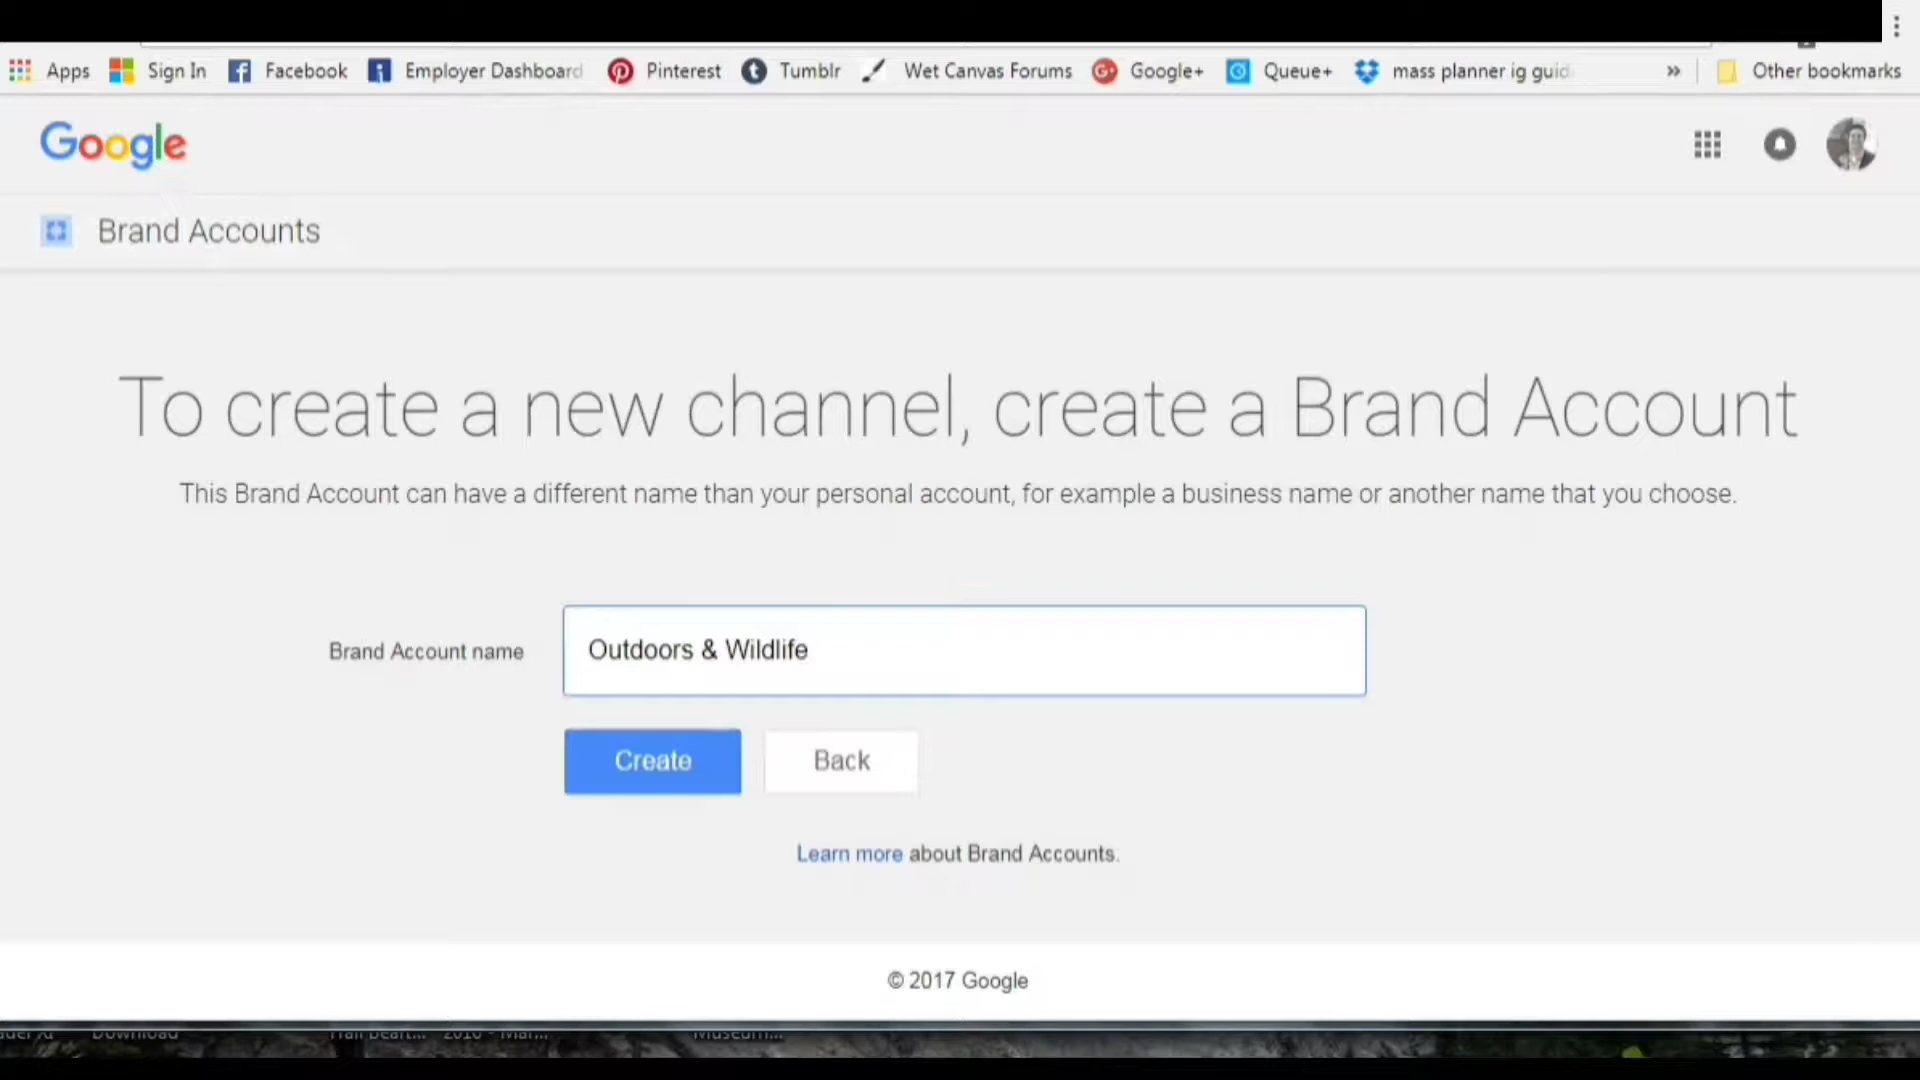 Apps Sign In Facebook Employer Dashboard Pinterest Tumblr Wet Canvas Forums Google+ Queue+ mass planner ig guid » Other bookmarks
Google
Brand Accounts
To create a new channel, create a Brand Account
This Brand Account can have a different name than your personal account, for example a business name or another name that you choose.
Brand Account name Outdoors & Wildlife
Create Back
Learn more about Brand Accounts.
© 2017 Google
Download